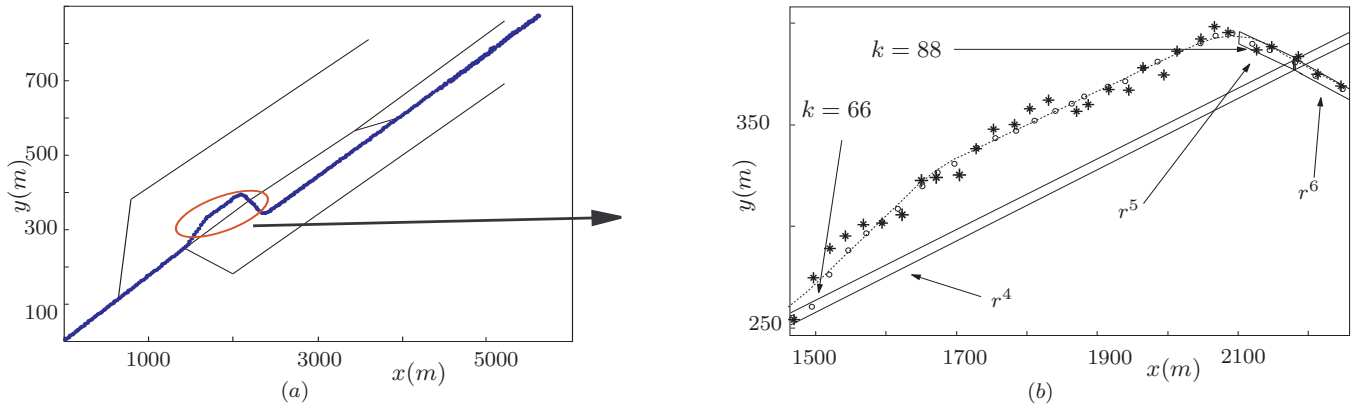 700
500
300
100
y(m)
1000
3000
5000
x(m)
(a)
k = 88
k = 66
350
250
y(m)
r^5
r^6
r^4
1500
1700
1900
2100
x(m)
(b)